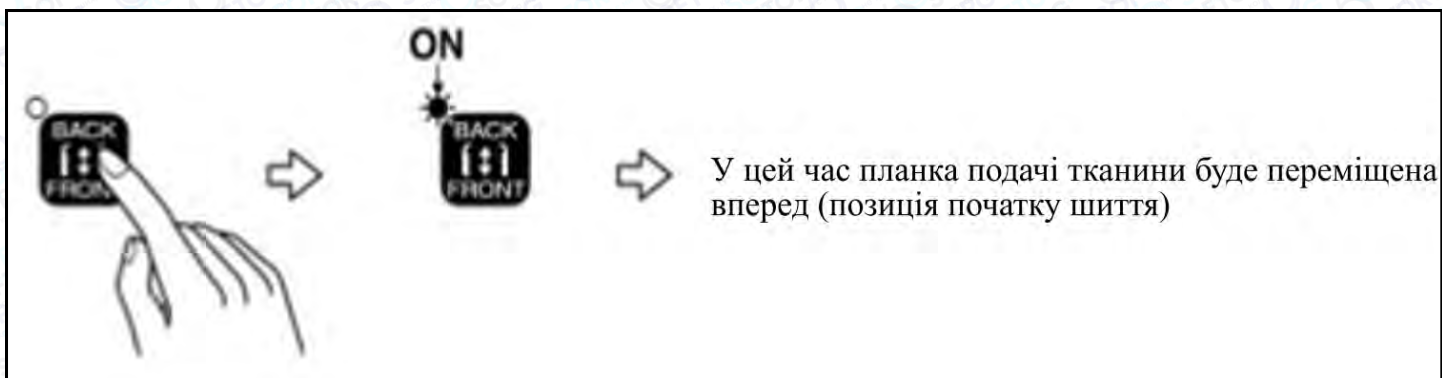 ON
BACK
FRONT
BACK
FRONT
У цей час планка подачі тканини буде переміщена
вперед (позиція початку шиття)